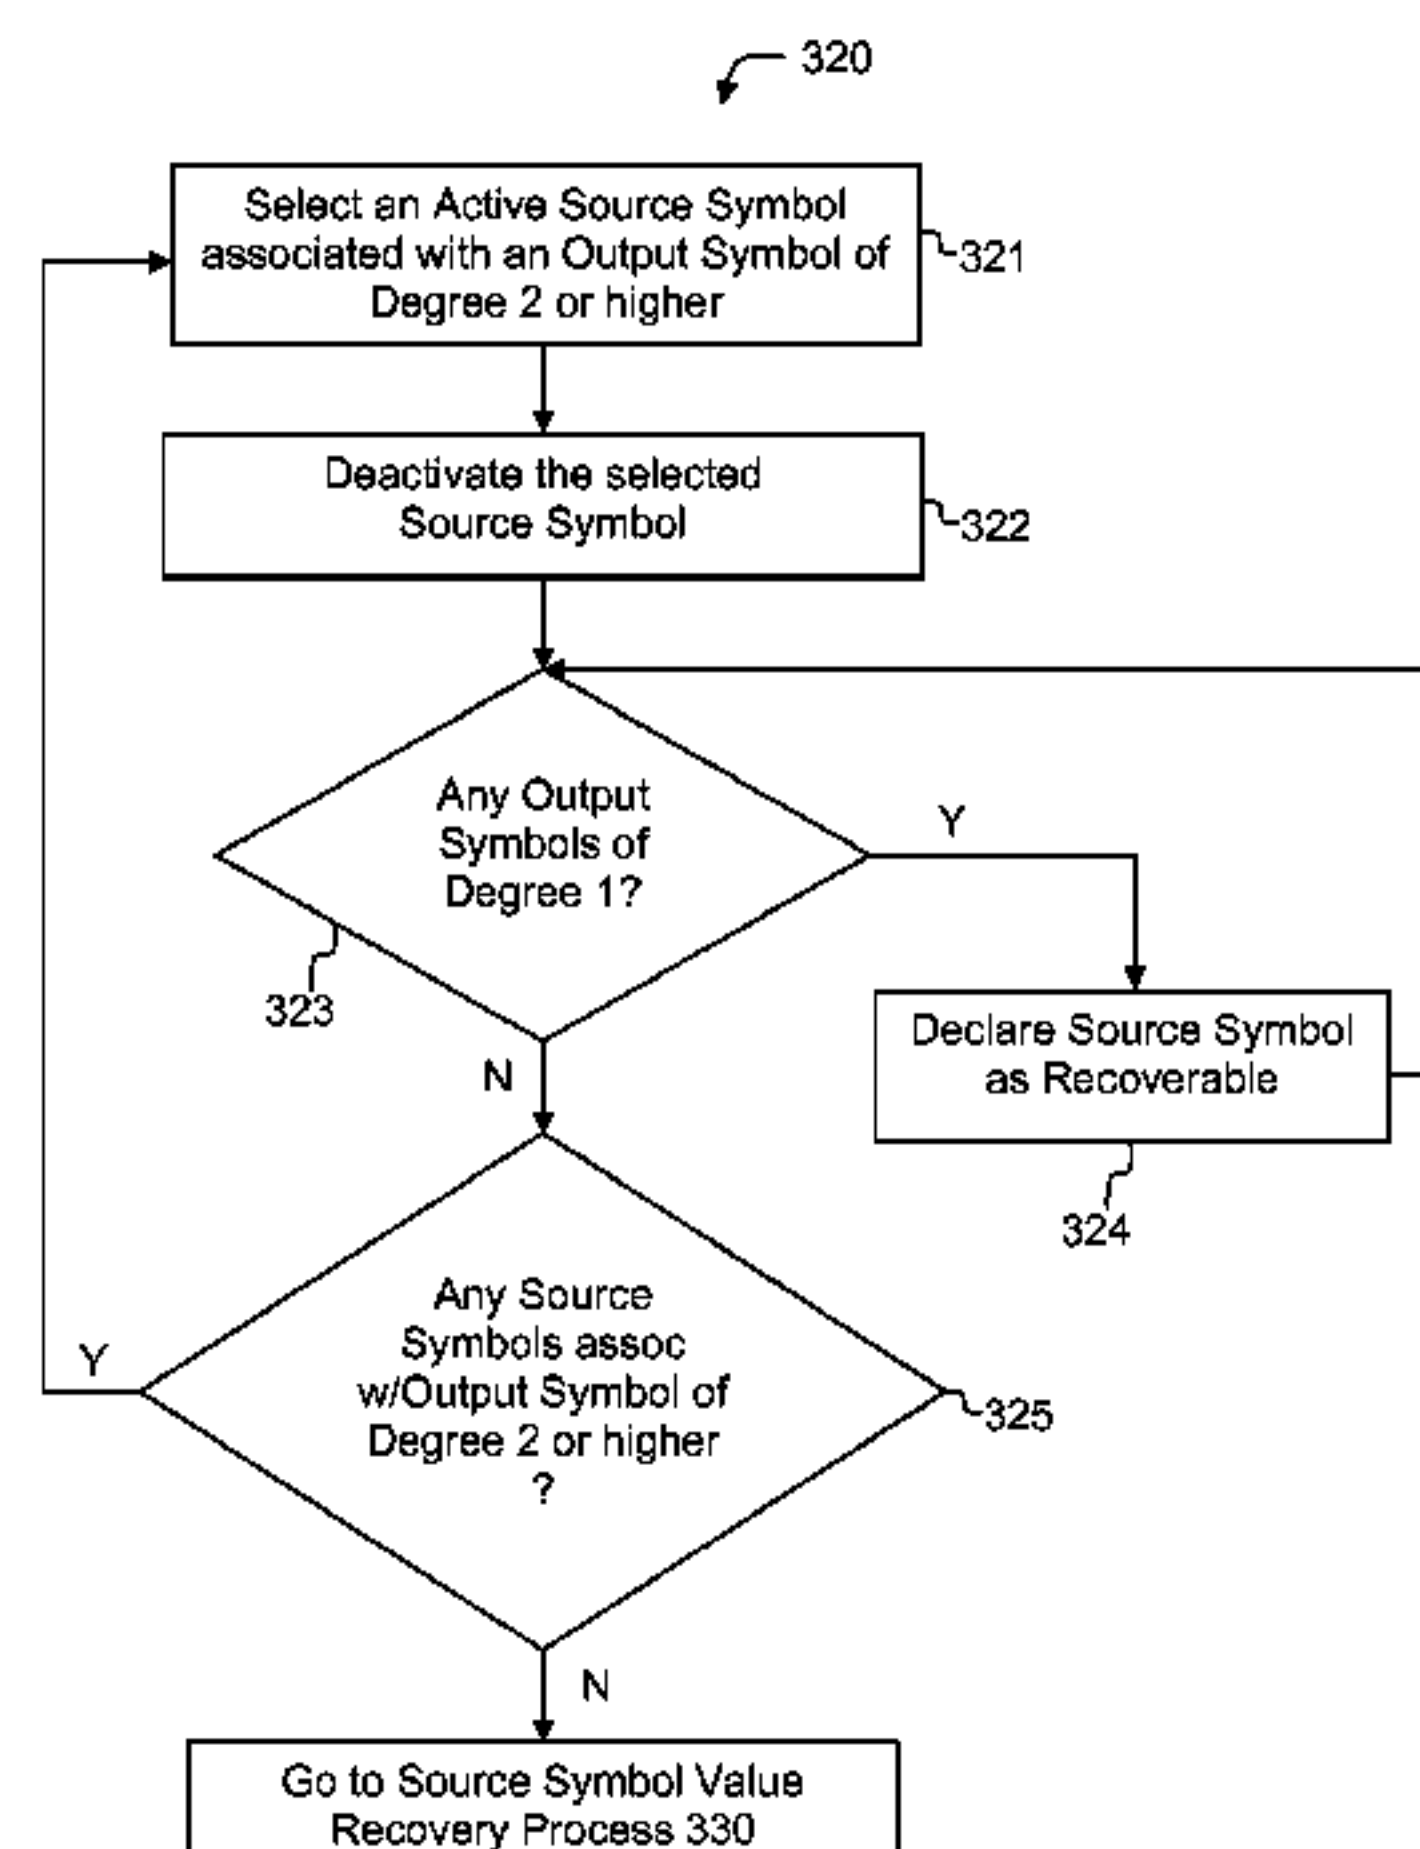 320
Select an Active Source Symbol
associated with an Output Symbol of
Degree 2 or higher
321
Deactivate the selected
Source Symbol
322
Any Output
Symbols of
Degree 1?
Y
323
N
Declare Source Symbol
as Recoverable
324
Any Source
Symbols assoc
w/Output Symbol of
Degree 2 or higher
?
Y
325
N
Go to Source Symbol Value
Recovery Process 330